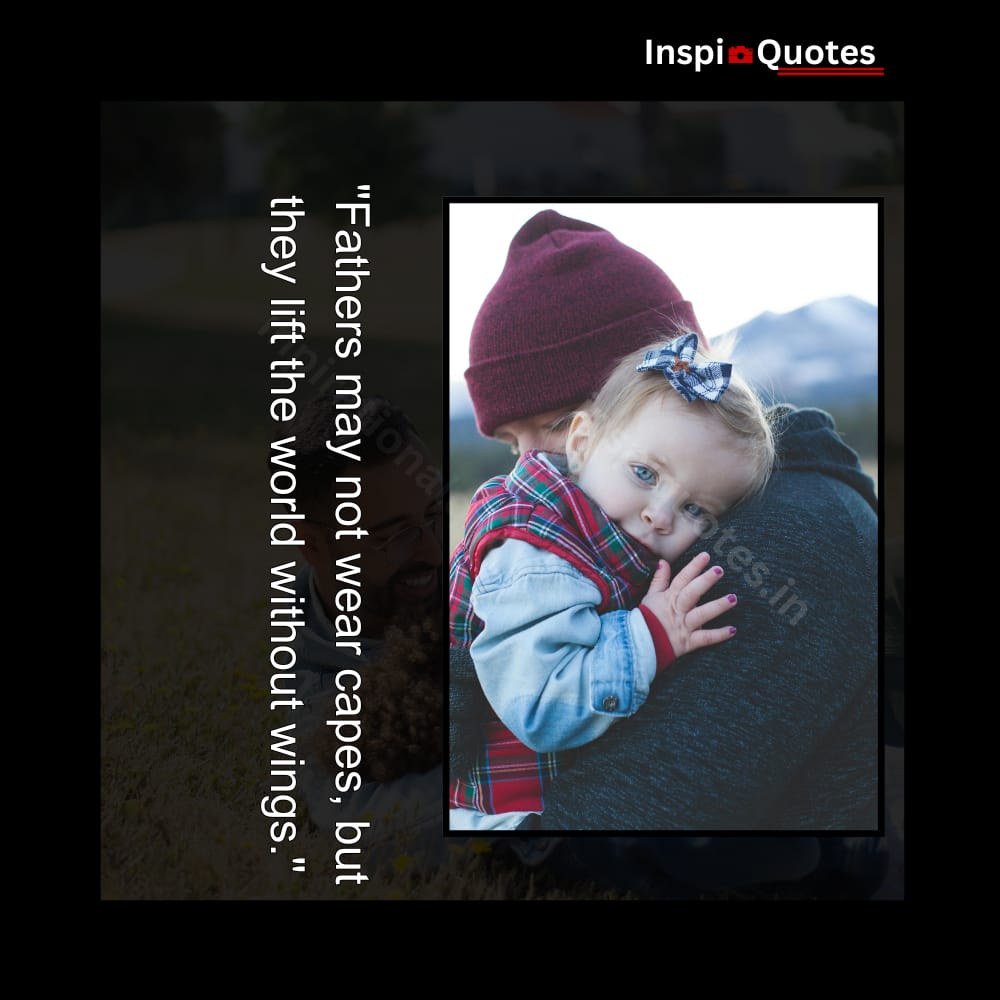 Inspi Quotes
"Fathers may not wear capes, but
they lift the world without wings."